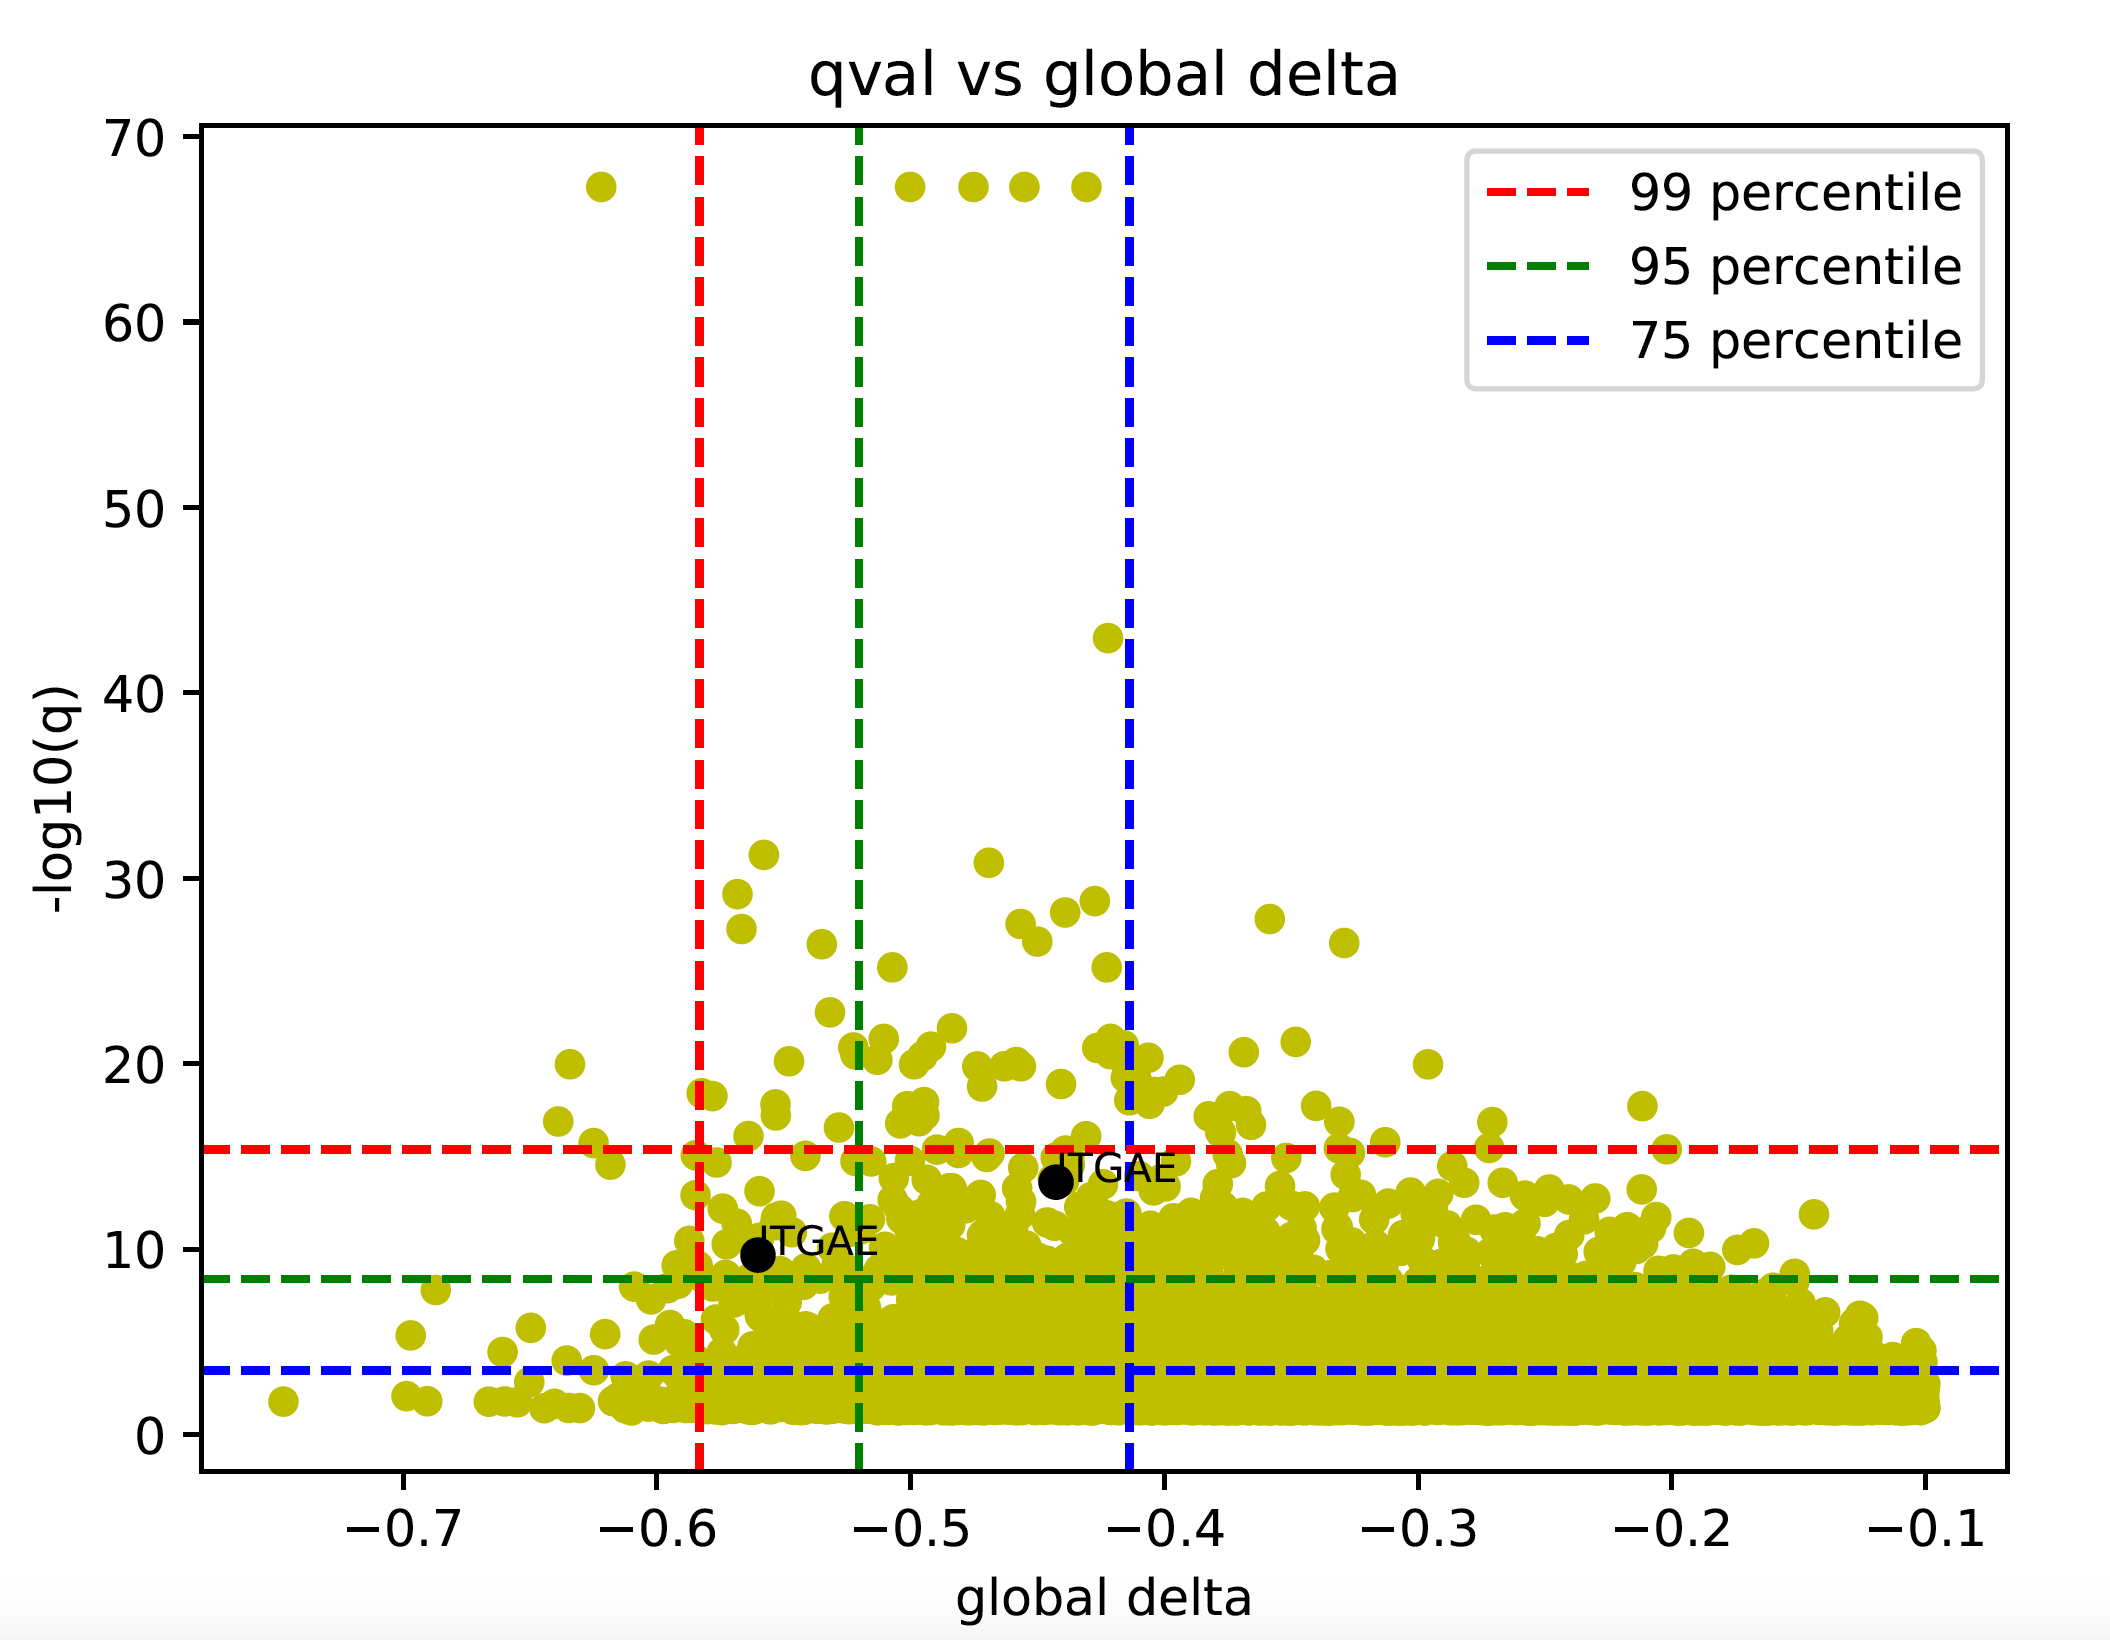 qval vs global delta
99 percentile
95 percentile
75 percentile
-log10(q)
70
60
50
40
30
20
10
0
ITGAE
ITGAE
−0.7
−0.6
−0.5
−0.4
−0.3
−0.2
−0.1
global delta